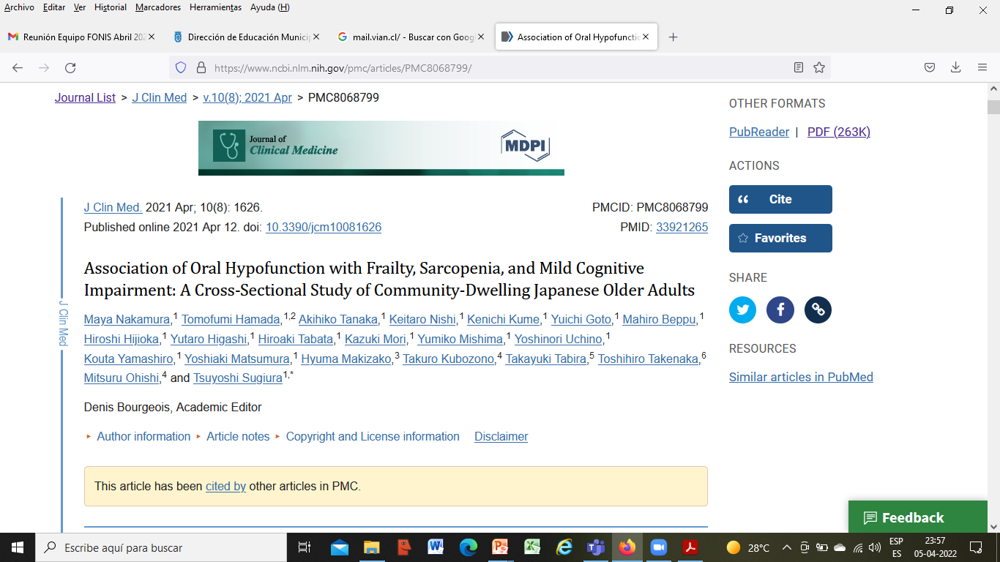 Archivo Editar Ver Historial Marcadores Herramientas Ayuda (H)
Reunión Equipo FONIS Abril 202
Dirección de Educación Municip
mail.vian.cl/ - Buscar con Googl
Association of Oral Hypofunctio
https://www.ncbi.nlm.nih.gov/pmc/articles/PMC8068799/
Journal List > J Clin Med > v.10(8); 2021 Apr > PMC8068799
Journal of
Clinical Medicine
MDPI
J Clin Med. 2021 Apr; 10(8): 1626.
PMCID: PMC8068799
Published online 2021 Apr 12. doi: 10.3390/jcm10081626
PMID: 33921265
Association of Oral Hypofunction with Frailty, Sarcopenia, and Mild Cognitive
Impairment: A Cross-Sectional Study of Community-Dwelling Japanese Older Adults
Maya Nakamura,1 Tomofumi Hamada,1,2 Akihiko Tanaka,1 Keitaro Nishi,1 Kenichi Kume,1 Yuichi Goto,1 Mahiro Beppu,1
Hiroshi Hijioka,1 Yutaro Higashi,1 Hiroaki Tabata,1 Kazuki Mori,1 Yumiko Mishima,1 Yoshinori Uchino,1
Kouta Yamashiro,1 Yoshiaki Matsumura,1 Hyuma Makizako,3 Takuro Kubozono,4 Takayuki Tabira,5 Toshihiro Takenaka,6
Mitsuru Ohishi,4 and Tsuyoshi Sugiura1,*
Denis Bourgeois, Academic Editor
Author information Article notes Copyright and License information Disclaimer
This article has been cited by other articles in PMC.
J Clin Med
OTHER FORMATS
PubReader | PDF (263K)
ACTIONS
Cite
Favorites
SHARE
RESOURCES
Similar articles in PubMed
Feedback
Escribe aquí para buscar
28°C
ESP
ES
23:57
05-04-2022